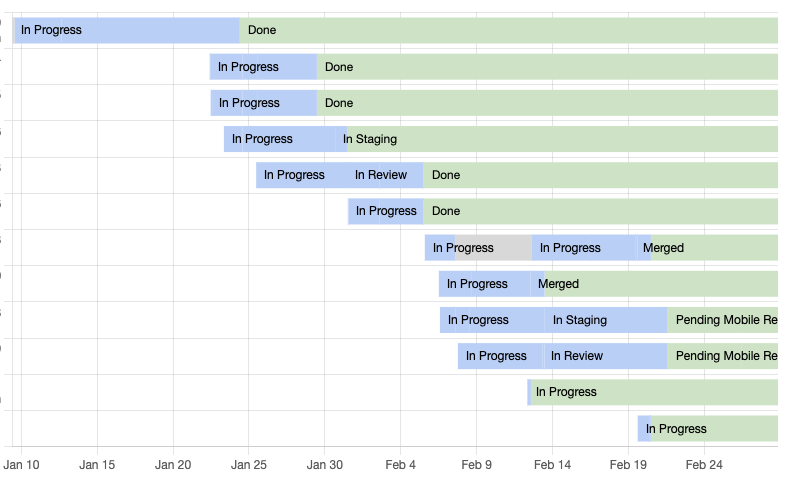 In Progress Done
In Progress Done
In Progress Done
In Progress In Staging
In Progress In Review Done
In Progress Done
In Progress In Progress Merged
In Progress Merged
In Progress In Staging Pending Mobile Re
In Progress In Review Pending Mobile Re
In Progress
In Progress
Jan 10 Jan 15 Jan 20 Jan 25 Jan 30 Feb 4 Feb 9 Feb 14 Feb 19 Feb 24